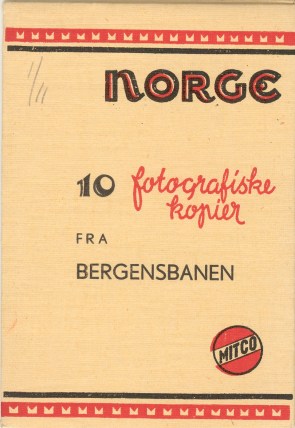 NORGE
10 fotografiske
kopier
FRA
BERGENSBANEN
MITCO